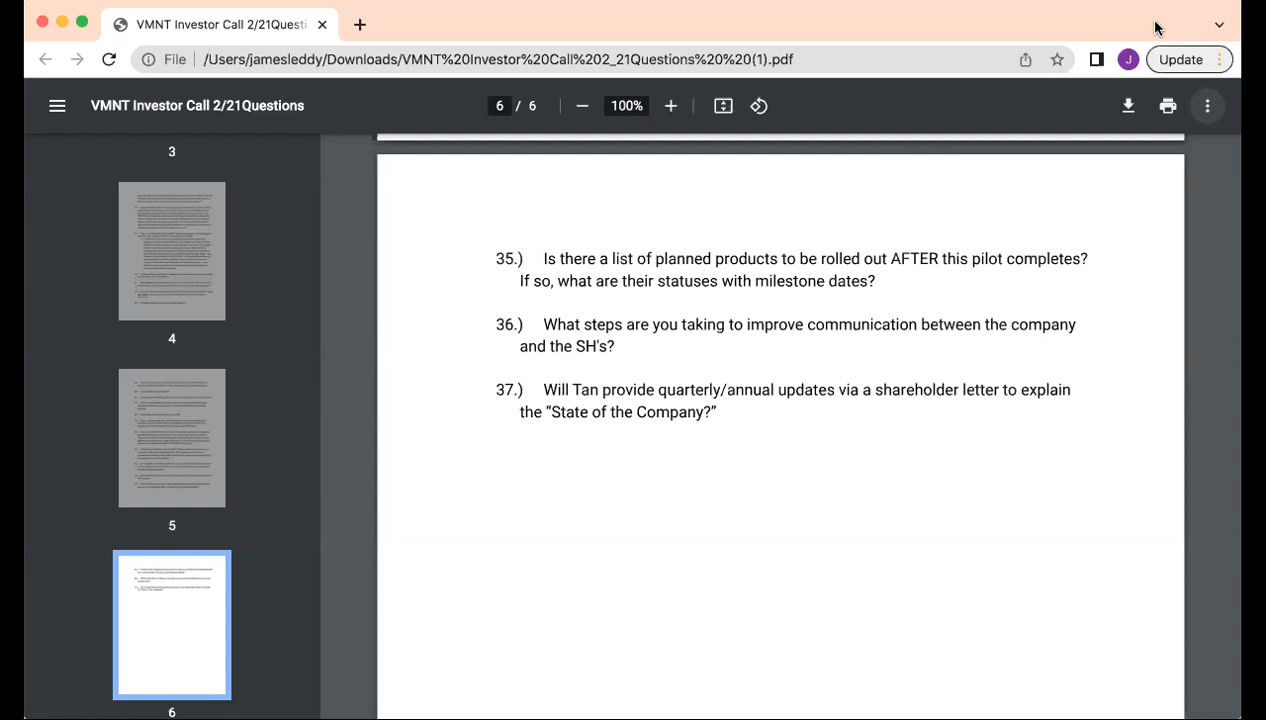 VMNT Investor Call 2/21Questi
File
/Users/jamesleddy/Downloads/VMNT%20Investor%20Call%202_21Questions%20%20(1).pdf
J
Update
VMNT Investor Call 2/21Questions
6 / 6
100%
3
4
5
6
35.) Is there a list of planned products to be rolled out AFTER this pilot completes?
If so, what are their statuses with milestone dates?
36.) What steps are you taking to improve communication between the company
and the SH's?
37.) Will Tan provide quarterly/annual updates via a shareholder letter to explain
the “State of the Company?”